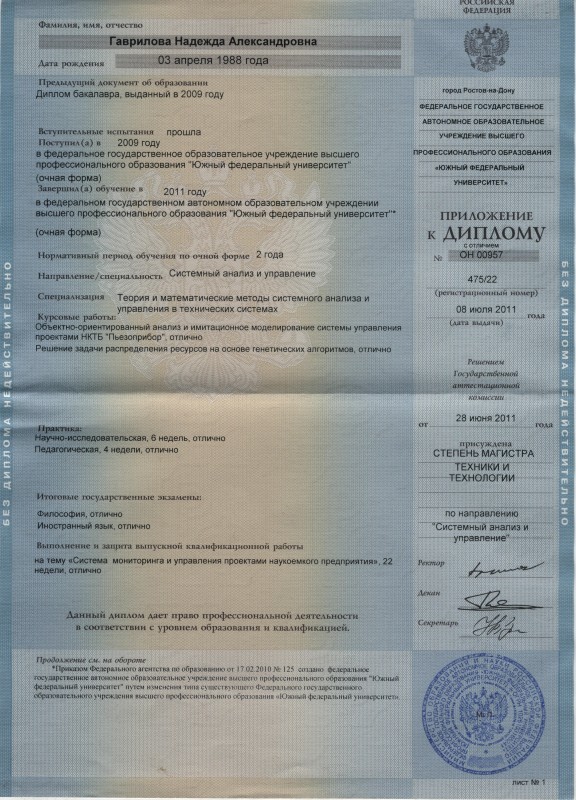 РОССИЙСКАЯ
ФЕДЕРАЦИЯ
Фамилия, имя, отчество
Гаврилова Надежда Александровна
Дата рождения 03 апреля 1988 года
Предыдущий документ об образовании
Диплом бакалавра, выданный в 2009 году
Вступительные испытания прошла
Поступил(а) в 2009 году
в федеральное государственное образовательное учреждение высшего
профессионального образования "Южный федеральный университет"
(очная форма)
Завершил(а) обучение в 2011 году
в федеральном государственном автономном образовательном учреждении
высшего профессионального образования "Южный федеральный университет"*
(очная форма)
Нормативный период обучения по очной форме 2 года
Направление/специальность Системный анализ и управление
Специализация Теория и математические методы системного анализа и
управления в технических системах
Курсовые работы:
Объектно-ориентированный анализ и имитационное моделирование системы управления
проектами НКТБ "Пьезоприбор", отлично
Решение задачи распределения ресурсов на основе генетических алгоритмов, отлично
Практика:
Научно-исследовательская, 6 недель, отлично
Педагогическая, 4 недели, отлично
Итоговые государственные экзамены:
Философия, отлично
Иностранный язык, отлично
Выполнение и защита выпускной квалификационной работы
на тему «Система мониторинга и управления проектами наукоемкого предприятия», 22
недели, отлично
Данный диплом дает право профессиональной деятельности
в соответствии с уровнем образования и квалификацией.
Продолжение см. на обороте
*Приказом Федерального агентства по образованию от 17.02.2010 № 125 создано федеральное
государственное автономное образовательное учреждение высшего профессионального образования "Южный
федеральный университет" путем изменения типа существующего Федерального государственного
образовательного учреждения высшего профессионального образования «Южный федеральный университет».
город Ростов-на-Дону
ФЕДЕРАЛЬНОЕ ГОСУДАРСТВЕННОЕ
АВТОНОМНОЕ ОБРАЗОВАТЕЛЬНОЕ
УЧРЕЖДЕНИЕ ВЫСШЕГО
ПРОФЕССИОНАЛЬНОГО ОБРАЗОВАНИЯ
«ЮЖНЫЙ ФЕДЕРАЛЬНЫЙ
УНИВЕРСИТЕТ»
ПРИЛОЖЕНИЕ
к ДИПЛОМУ
с отличием
№ ОН 00957
475/22
(регистрационный номер)
08 июля 2011 года
(дата выдачи)
Решением
Государственной
аттестационной
комиссии
от 28 июня 2011 года
присуждена
СТЕПЕНЬ МАГИСТРА
ТЕХНИКИ И
ТЕХНОЛОГИИ
по направлению
"Системный анализ и
управление"
Ректор
Декан
Секретарь
М.П.
лист № 1
БЕЗ ДИПЛОМА НЕДЕЙСТВИТЕЛЬНО
БЕЗ ДИПЛОМА НЕДЕЙСТВИТЕЛЬНО